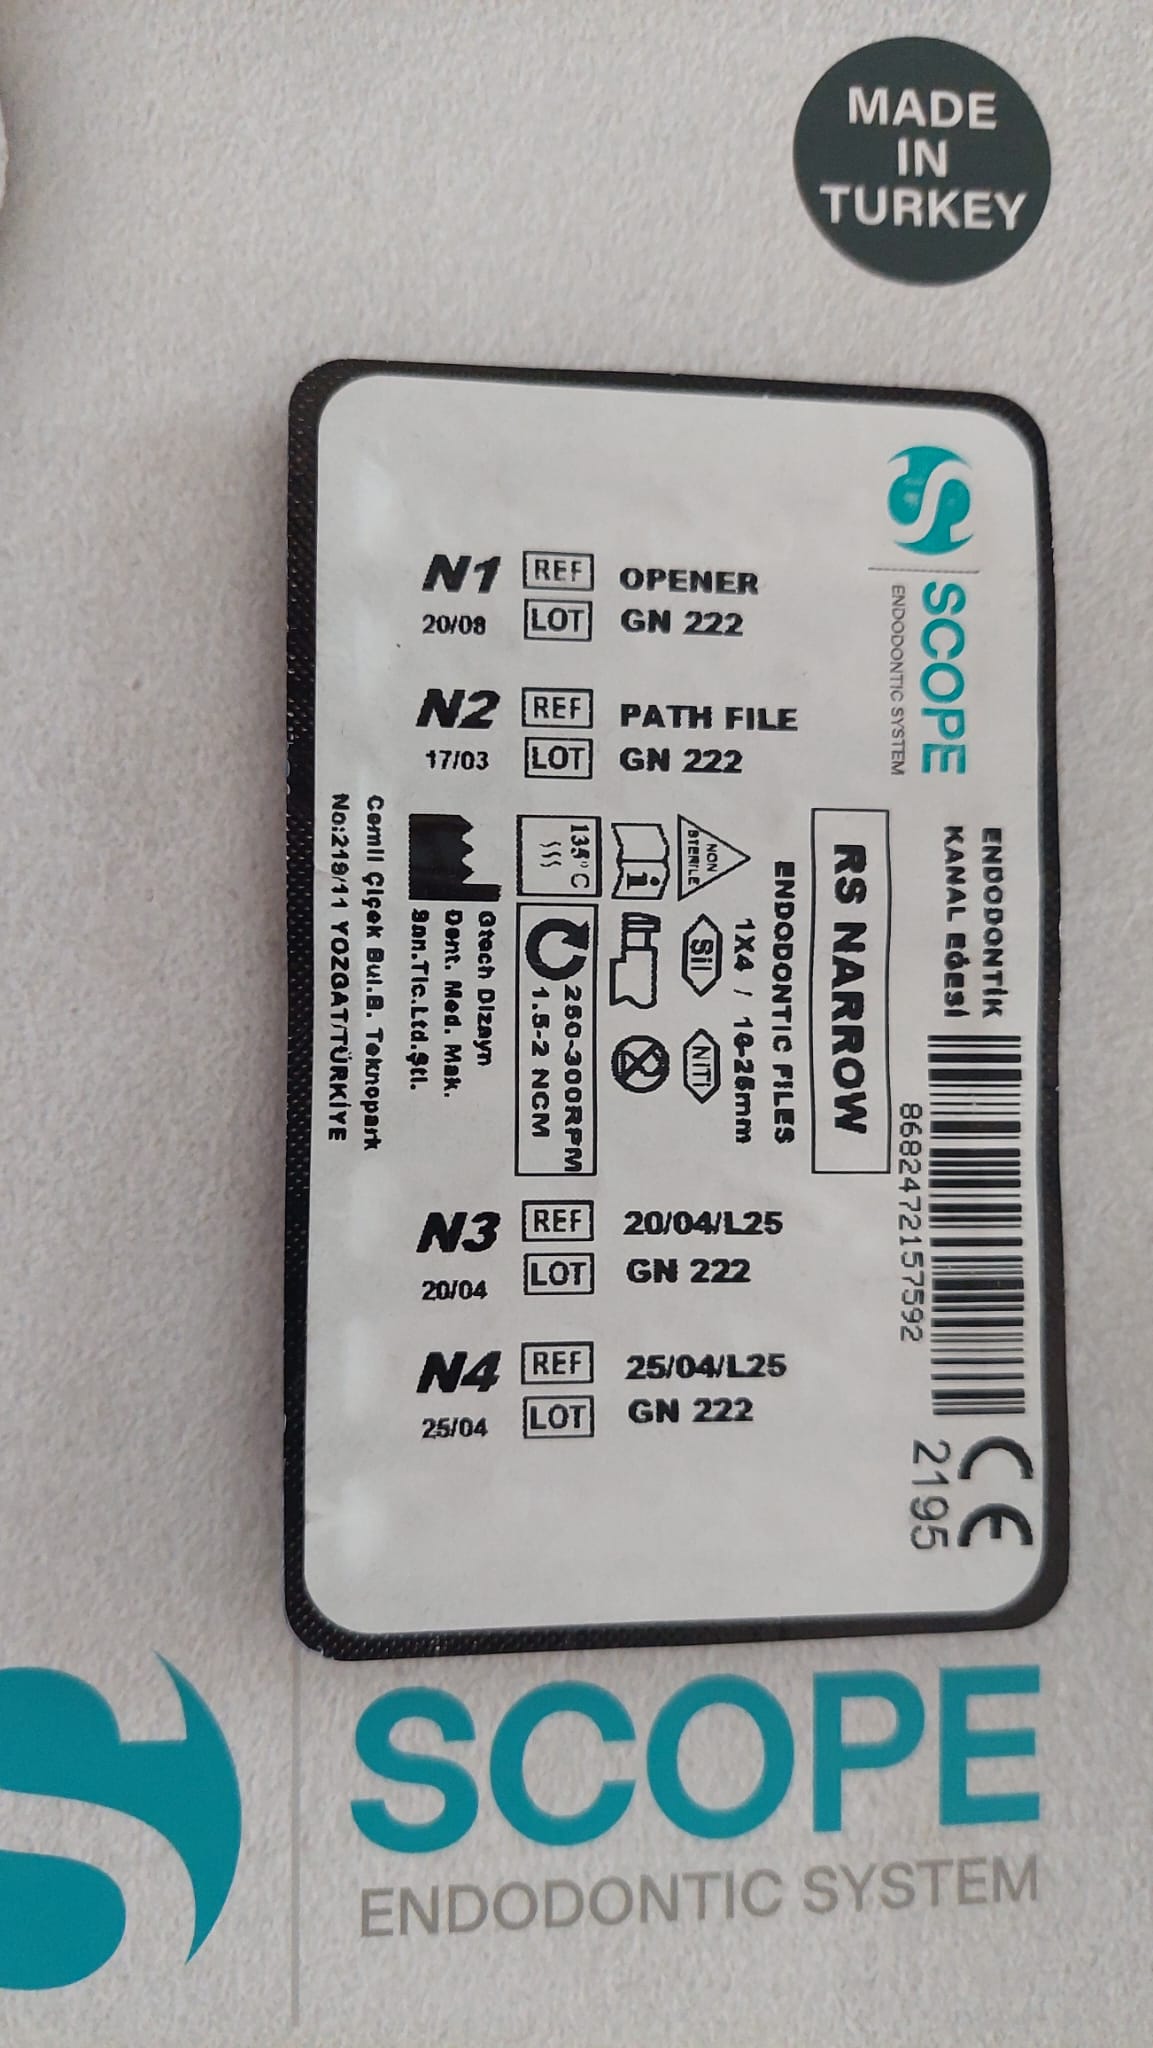 MADE
IN
TURKEY
SCOPE
ENDODONTIC SYSTEM
ENDODONTİK
KANAL EĞESİ
8682472157592
CE
2195
RS NARROW
ENDODONTIC FILES
1X4 / 16-25mm
NON
STERILE
Sil
NiTi
i
135°C
250-300RPM
1.5-2 NCM
Gtech Dizayn
Dent. Med. Mak.
San.Tic.Ltd.Şti.
Cemil Çiçek Bul.B. Teknopark
No:219/11 YOZGAT/TÜRKİYE
N1 REF OPENER
20/08 LOT GN 222
N2 REF PATH FILE
17/03 LOT GN 222
N3 REF 20/04/L25
20/04 LOT GN 222
N4 REF 25/04/L25
25/04 LOT GN 222
SCOPE
ENDODONTIC SYSTEM